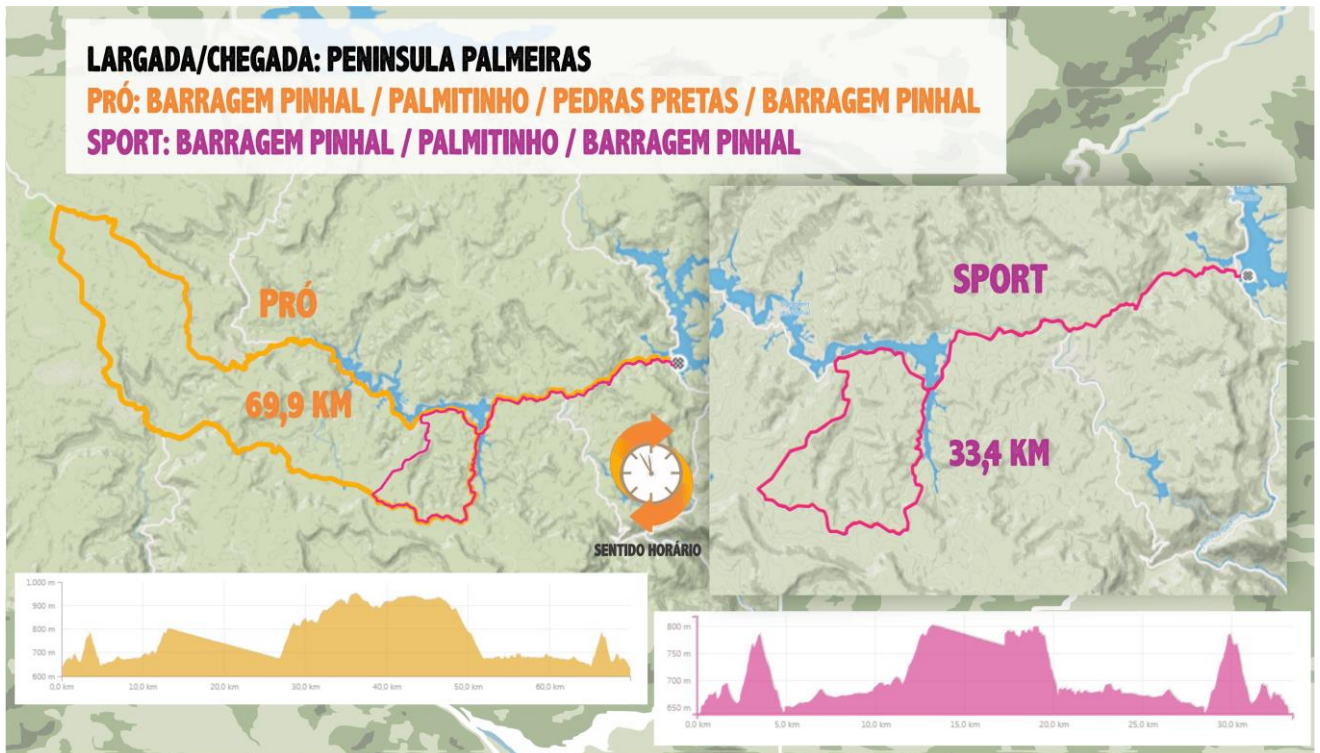 LARGADA/CHEGADA: PENINSULA PALMEIRAS
PRÓ: BARRAGEM PINHAL / PALMITINHO / PEDRAS PRETAS / BARRAGEM PINHAL
SPORT: BARRAGEM PINHAL / PALMITINHO / BARRAGEM PINHAL
PRÓ
69,9 KM
SPORT
33,4 KM
SENTIDO HORÁRIO
1.000 m
900 m
800 m
700 m
600 m
0,0 km
10,0 km
20,0 km
30,0 km
40,0 km
50,0 km
60,0 km
800 m
750 m
700 m
650 m
0,0 km
5,0 km
10,0 km
15,0 km
20,0 km
25,0 km
30,0 km